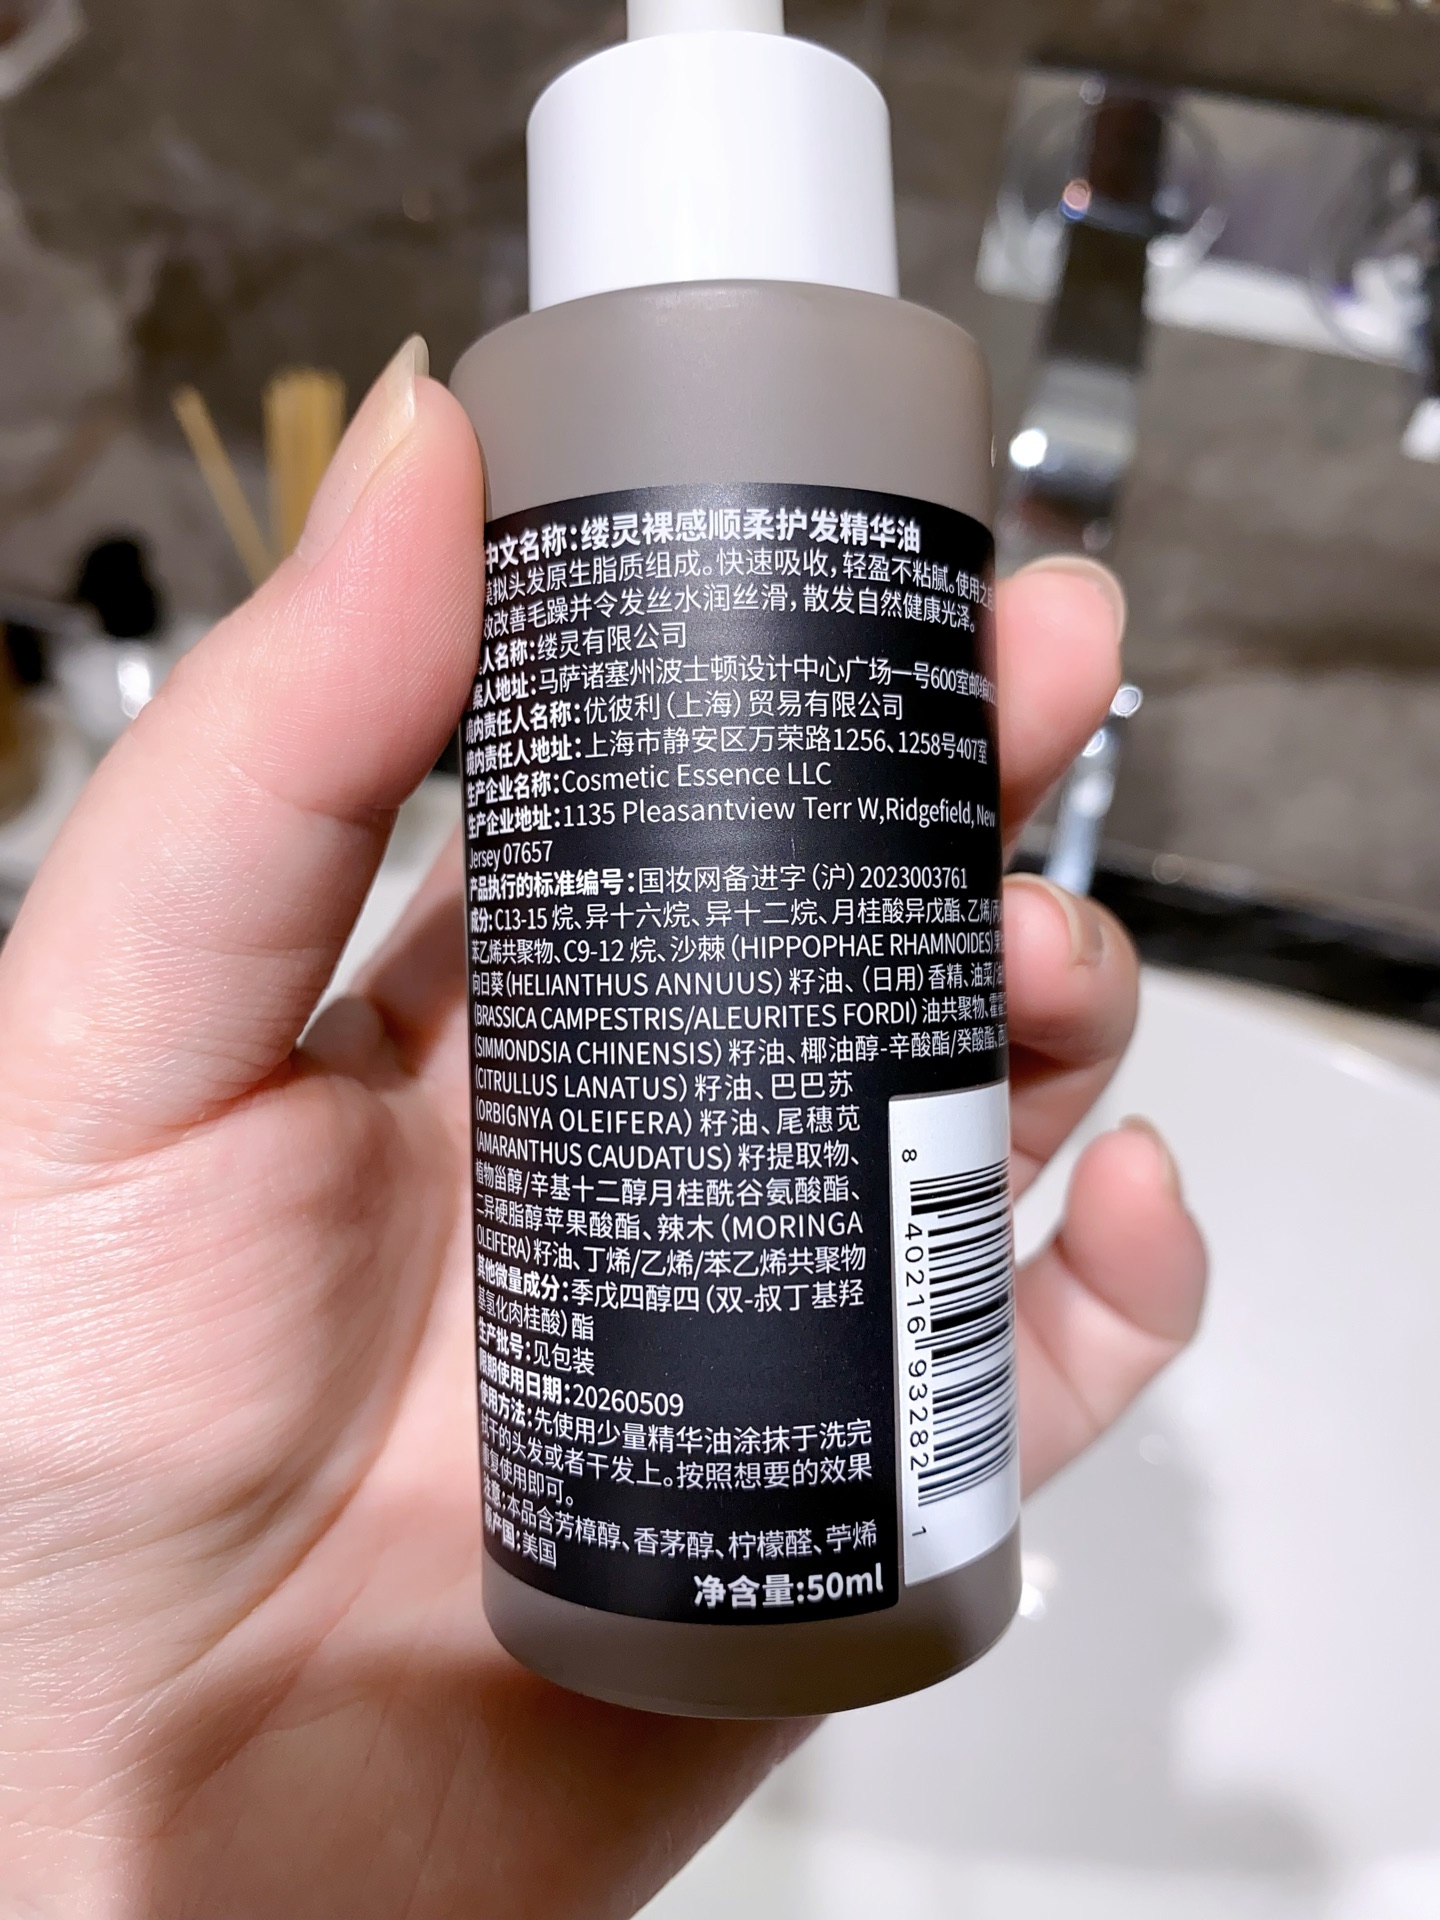 中文名称：缕灵裸感顺柔护发精华油
模拟头发原生脂质组成。快速吸收，轻盈不粘腻。使用之后
改善毛躁并令发丝水润丝滑，散发自然健康光泽。
人名称：缕灵有限公司
案人地址：马萨诸塞州波士顿设计中心广场一号600室邮编
境内责任人名称：优彼利（上海）贸易有限公司
境内责任人地址：上海市静安区万荣路1256、1258号407室
生产企业名称：Cosmetic Essence LLC
生产企业地址：1135 Pleasantview Terr W,Ridgefield, New
Jersey 07657
产品执行的标准编号：国妆网备进字（沪）2023003761
成分：C13-15 烷、异十六烷、异十二烷、月桂酸异戊酯、乙烯/丙
苯乙烯共聚物、C9-12 烷、沙棘（HIPPOPHAE RHAMNOIDES）果
向日葵（HELIANTHUS ANNUUS）籽油、（日用）香精、油菜/
（BRASSICA CAMPESTRIS/ALEURITES FORDI）油共聚物、霍霍
（SIMMONDSIA CHINENSIS）籽油、椰油醇-辛酸酯/癸酸酯、西
（CITRULLUS LANATUS）籽油、巴巴苏
（ORBIGNYA OLEIFERA）籽油、尾穗苋
（AMARANTHUS CAUDATUS）籽提取物、
植物甾醇/辛基十二醇月桂酰谷氨酸酯、
二异硬脂醇苹果酸酯、辣木（MORINGA
OLEIFERA）籽油、丁烯/乙烯/苯乙烯共聚物
其他微量成分：季戊四醇四（双-叔丁基羟
基氢化肉桂酸）酯
生产批号：见包装
限期使用日期：20260509
使用方法：先使用少量精华油涂抹于洗完
拭干的头发或者干发上。按照想要的效果
重复使用即可。
注意：本品含芳樟醇、香茅醇、柠檬醛、苧烯
原产国：美国
净含量：50ml
8 40216 93282 1